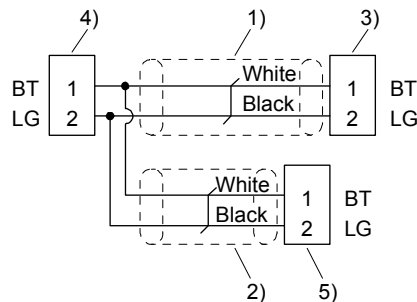 4) 1) 3)
BT 1 White 1 BT
LG 2 Black 2 LG
White 1 BT
Black 2 LG
2) 5)